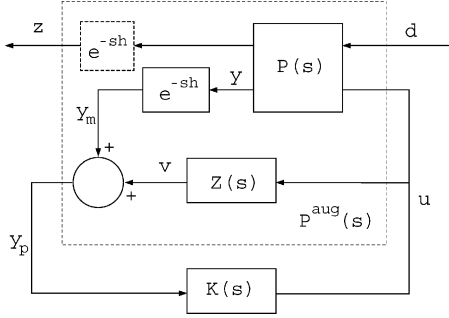 z
d
e^-sh
P(s)
e^-sh
y
y_m
+
v
Z(s)
+
u
P^aug(s)
y_p
K(s)